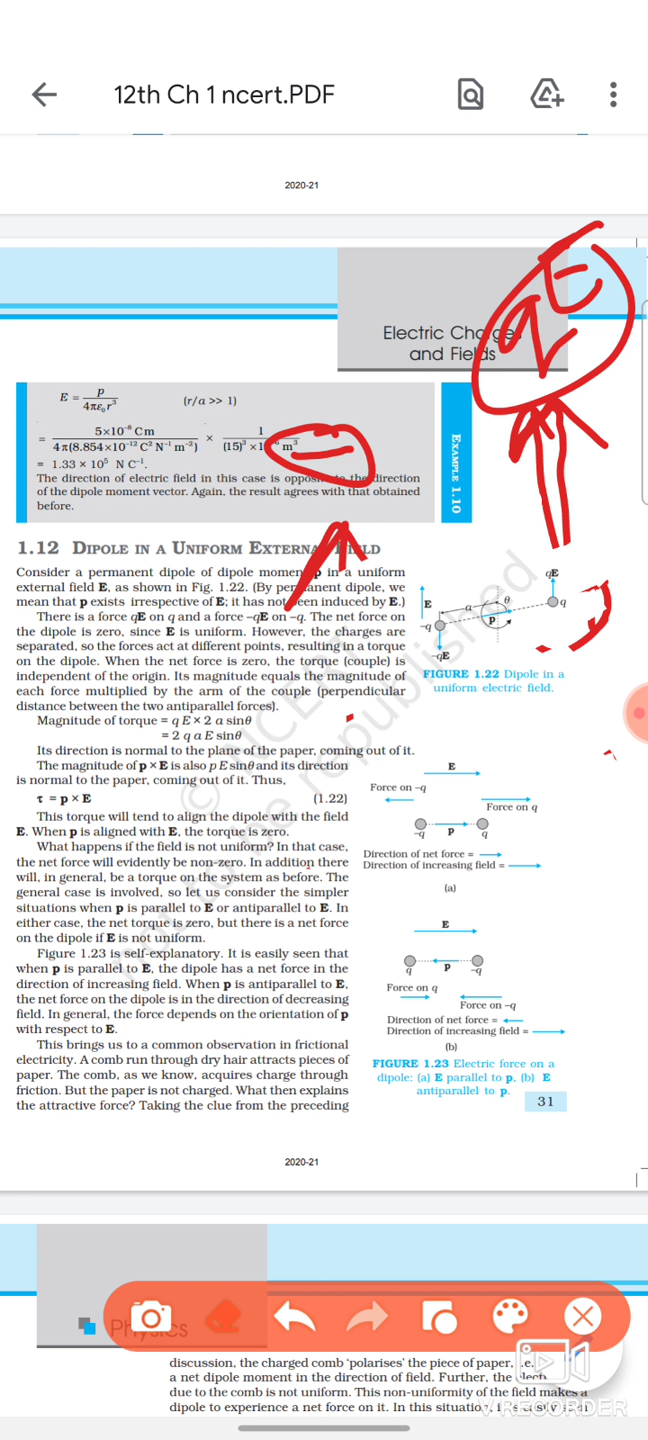 12th Ch 1 ncert.PDF
2020-21
Electric Charges
and Fields
E = p / 4πε₀r³ (r/a >> 1)
= 5×10⁻⁸ C m / 4π(8.854×10⁻¹² C² N⁻¹ m⁻²) × 1 / (15)³ ×1 m³
= 1.33 × 10⁵ N C⁻¹.
The direction of electric field in this case is opposite to the direction
of the dipole moment vector. Again, the result agrees with that obtained
before.
EXAMPLE 1.10
qE
1.12 DIPOLE IN A UNIFORM EXTERNAL FIELD
Consider a permanent dipole of dipole moment p in a uniform
external field E, as shown in Fig. 1.22. (By permanent dipole, we
mean that p exists irrespective of E; it has not been induced by E.)
There is a force qE on q and a force –qE on –q. The net force on
the dipole is zero, since E is uniform. However, the charges are
separated, so the forces act at different points, resulting in a torque
on the dipole. When the net force is zero, the torque (couple) is
independent of the origin. Its magnitude equals the magnitude of
each force multiplied by the arm of the couple (perpendicular
distance between the two antiparallel forces).
Magnitude of torque = q E × 2 a sinθ
= 2 q a E sinθ
Its direction is normal to the plane of the paper, coming out of it.
The magnitude of p × E is also p E sinθ and its direction
is normal to the paper, coming out of it. Thus,
τ = p × E (1.22)
This torque will tend to align the dipole with the field
E. When p is aligned with E, the torque is zero.
What happens if the field is not uniform? In that case,
the net force will evidently be non-zero. In addition there
will, in general, be a torque on the system as before. The
general case is involved, so let us consider the simpler
situations when p is parallel to E or antiparallel to E. In
either case, the net torque is zero, but there is a net force
on the dipole if E is not uniform.
Figure 1.23 is self-explanatory. It is easily seen that
when p is parallel to E, the dipole has a net force in the
direction of increasing field. When p is antiparallel to E,
the net force on the dipole is in the direction of decreasing
field. In general, the force depends on the orientation of p
with respect to E.
This brings us to a common observation in frictional
electricity. A comb run through dry hair attracts pieces of
paper. The comb, as we know, acquires charge through
friction. But the paper is not charged. What then explains
the attractive force? Taking the clue from the preceding
qE
E
a
θ
q
–q
p
–qE
FIGURE 1.22 Dipole in a
uniform electric field.
E
Force on –q
Force on q
–q p q
Direction of net force =
Direction of increasing field =
(a)
E
q p –q
Force on q
Force on –q
Direction of net force =
Direction of increasing field =
(b)
FIGURE 1.23 Electric force on a
dipole: (a) E parallel to p, (b) E
antiparallel to p.
31
© NCERT
not to be republished
2020-21
Physics
discussion, the charged comb 'polarises' the piece of paper,
a net dipole moment in the direction of field. Further, the
due to the comb is not uniform. This non-uniformity of the field makes a
dipole to experience a net force on it. In this situation,
V RECORDER